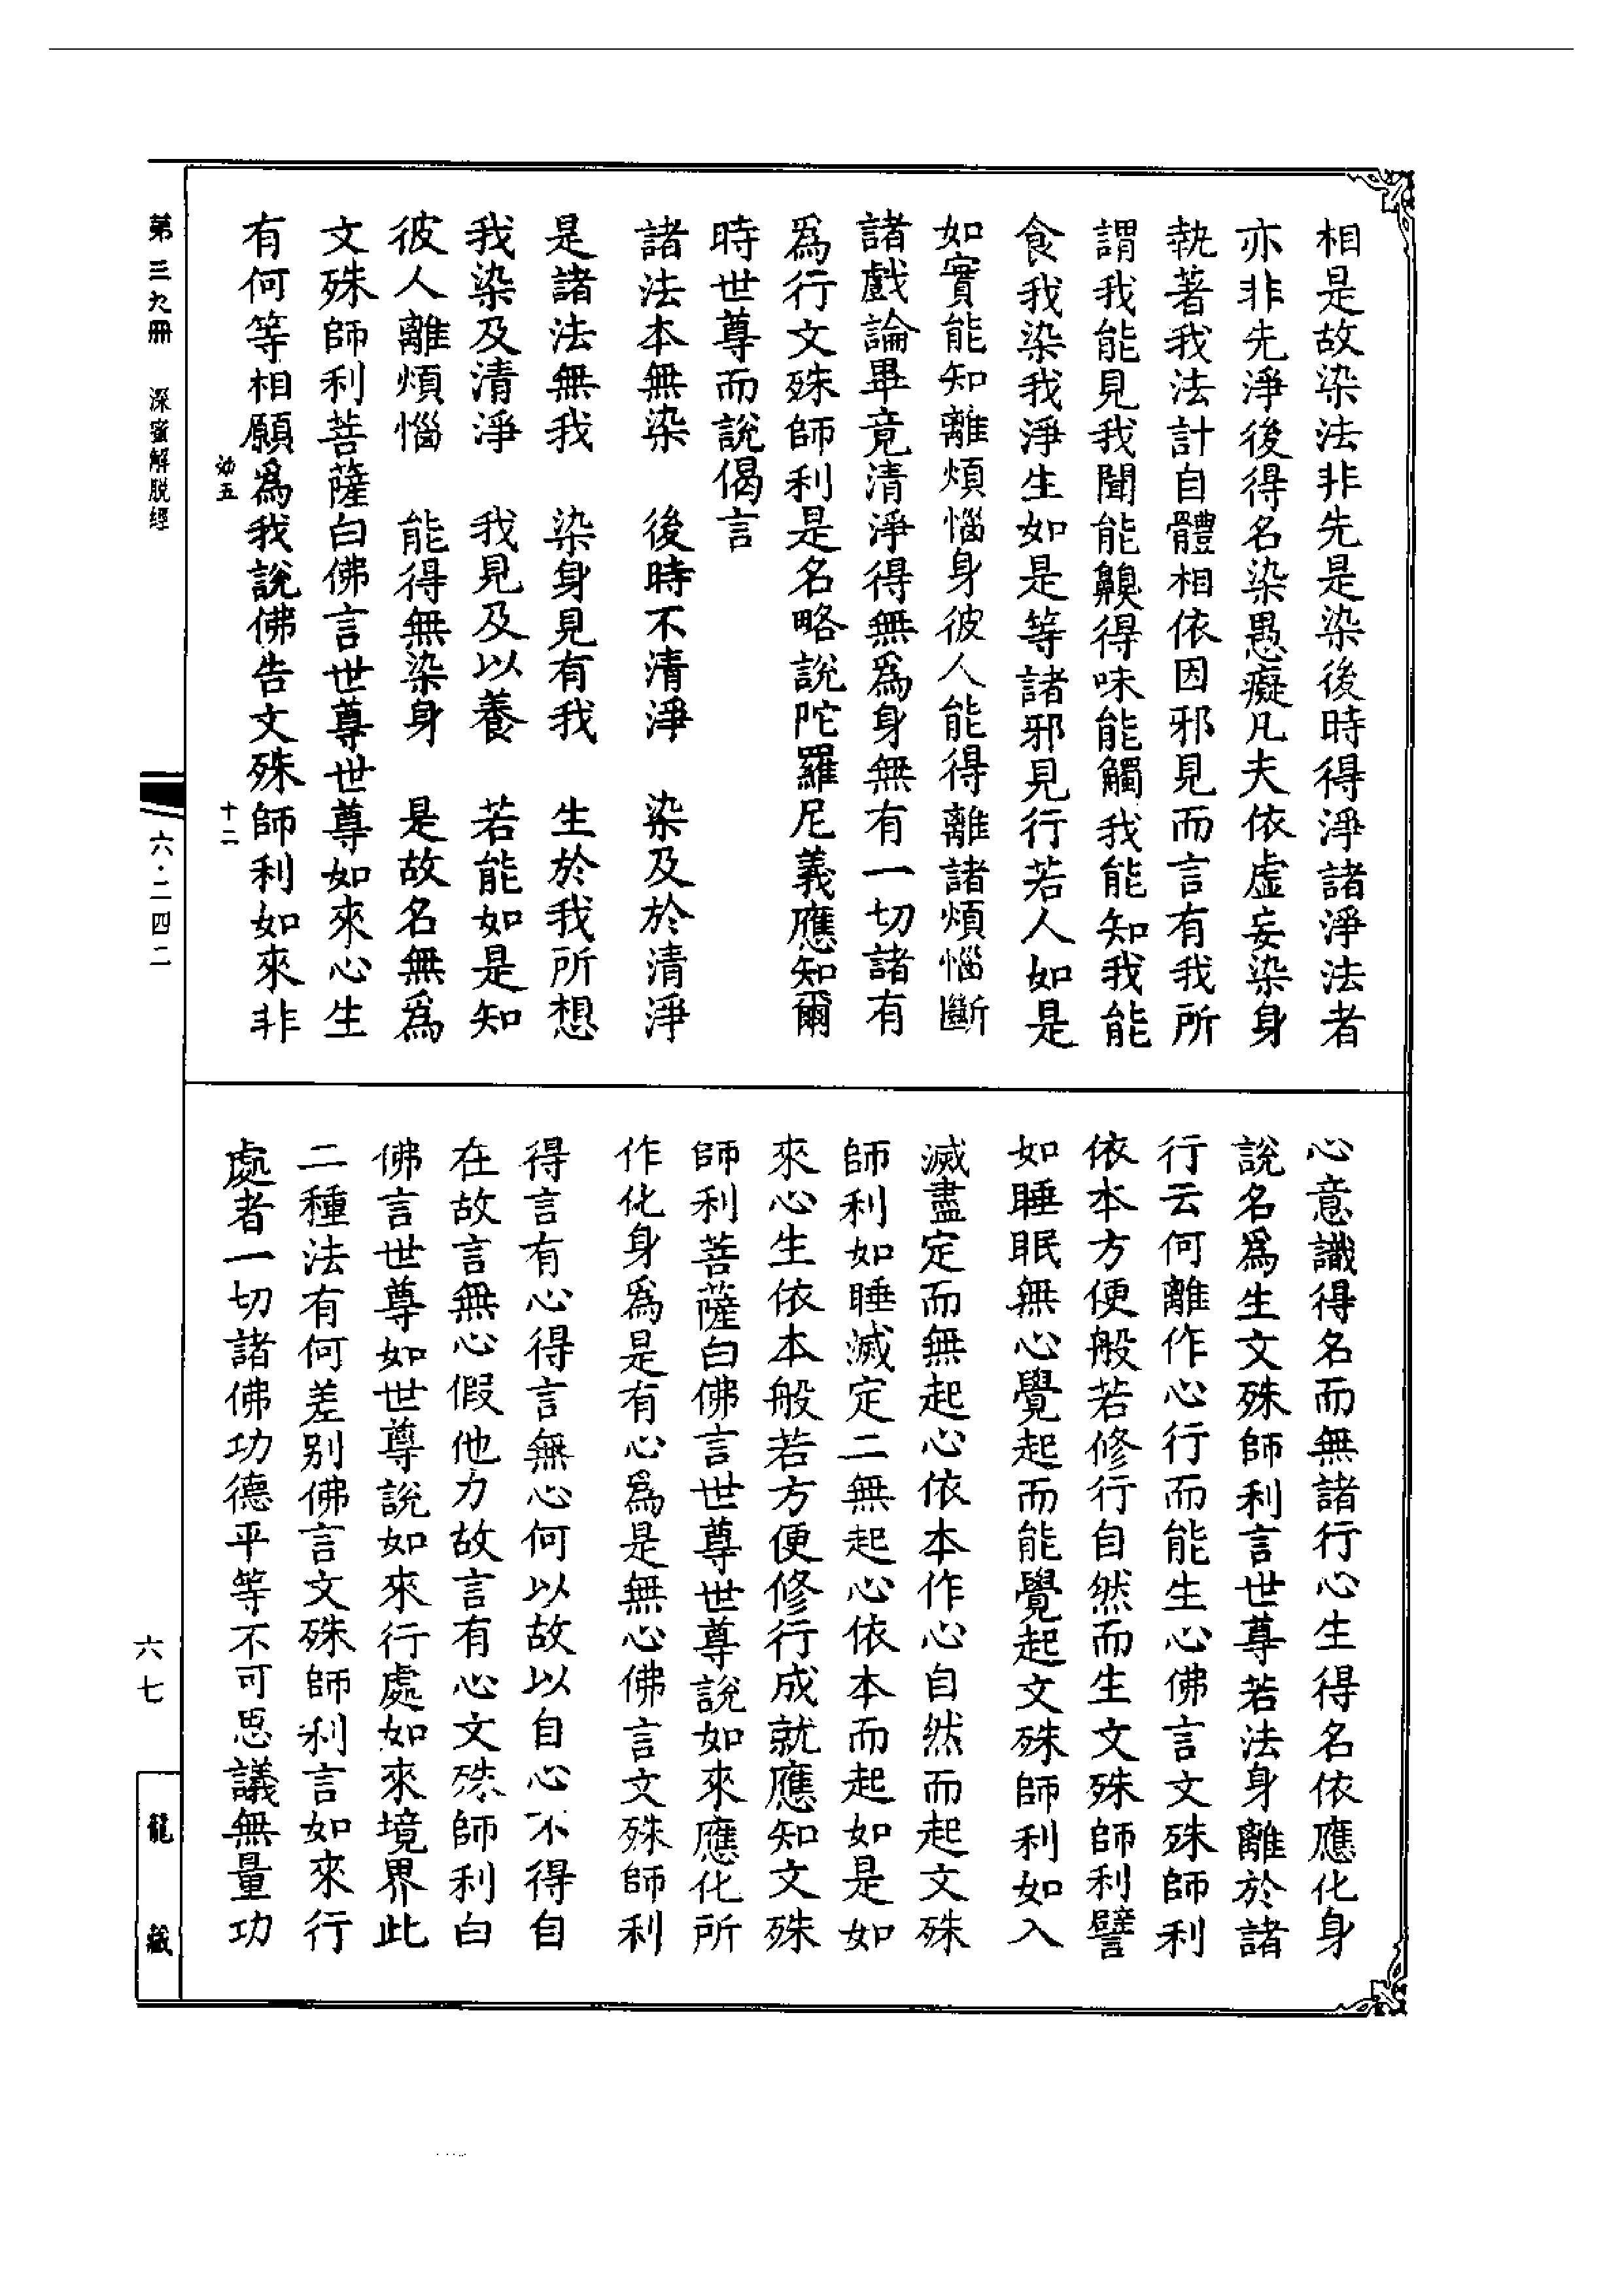 相是故染法非先是染後時得淨諸淨法者
亦非先淨後得名染愚癡凡夫依虛妄染身
執著我法計自體相依因邪見而言有我所
謂我能見我聞能齅得味能觸我能知我能
食我染我淨生如是等諸邪見行若人如是
如實能知離煩惱身彼人能得離諸煩惱斷
諸戲論畢竟清淨得無爲身無有一切諸有
爲行文殊師利是名略說陀羅尼義應知爾
時世尊而說偈言
諸法本無染　後時不清淨　染及於清淨
是諸法無我　染身見有我　生於我所想
我染及清淨　我見及以養　若能如是知
彼人離煩惱　能得無染身　是故名無爲
文殊師利菩薩白佛言世尊世尊如來心生
有何等相願爲我說佛告文殊師利如來非
心意識得名而無諸行心生得名依應化身
說名爲生文殊師利言世尊若法身離於諸
行云何離作心行而能生心佛言文殊師利
依本方便般若修行自然而生文殊師利譬
如睡眠無心覺起而能覺起文殊師利如入
滅盡定而無起心依本作心自然而起文殊
師利如睡滅定二無起心依本而起如是如
來心生依本般若方便修行成就應知文殊
師利菩薩白佛言世尊世尊說如來應化所
作化身爲是有心爲是無心佛言文殊師利
得言有心得言無心何以故以自心不得自
在故言無心假他力故言有心文殊師利白
佛言世尊如世尊說如來行處如來境界此
二種法有何差别佛言文殊師利言如來行
處者一切諸佛功德平等不可思議無量功
幼五　十二
第三九冊　深蜜解脱經　六·二四二
六七　龍藏